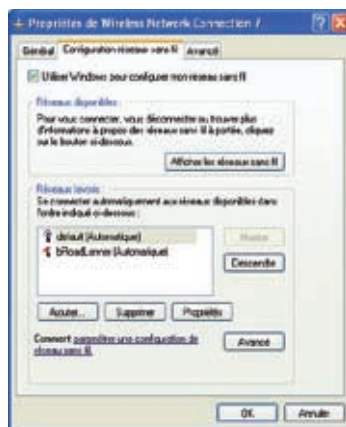 Propriétés de Wireless Network Connection 7
Général Configuration réseaux sans fil Avancé
Utiliser Windows pour configurer mon réseau sans fil
Réseaux disponibles
Pour vous connecter, vous déconnecter ou trouver plus
d'informations à propos des réseaux sans fil à portée, cliquez
sur le bouton ci-dessous.
Afficher les réseaux sans fil
Réseaux favoris
Se connecter automatiquement aux réseaux disponibles dans
l'ordre indiqué ci-dessous :
default (Automatique)
(Automatique)
Monter
Descendre
Ajouter... Supprimer Propriétés
Comment paramétrer une configuration de
réseau sans fil.
Avancé
OK Annuler